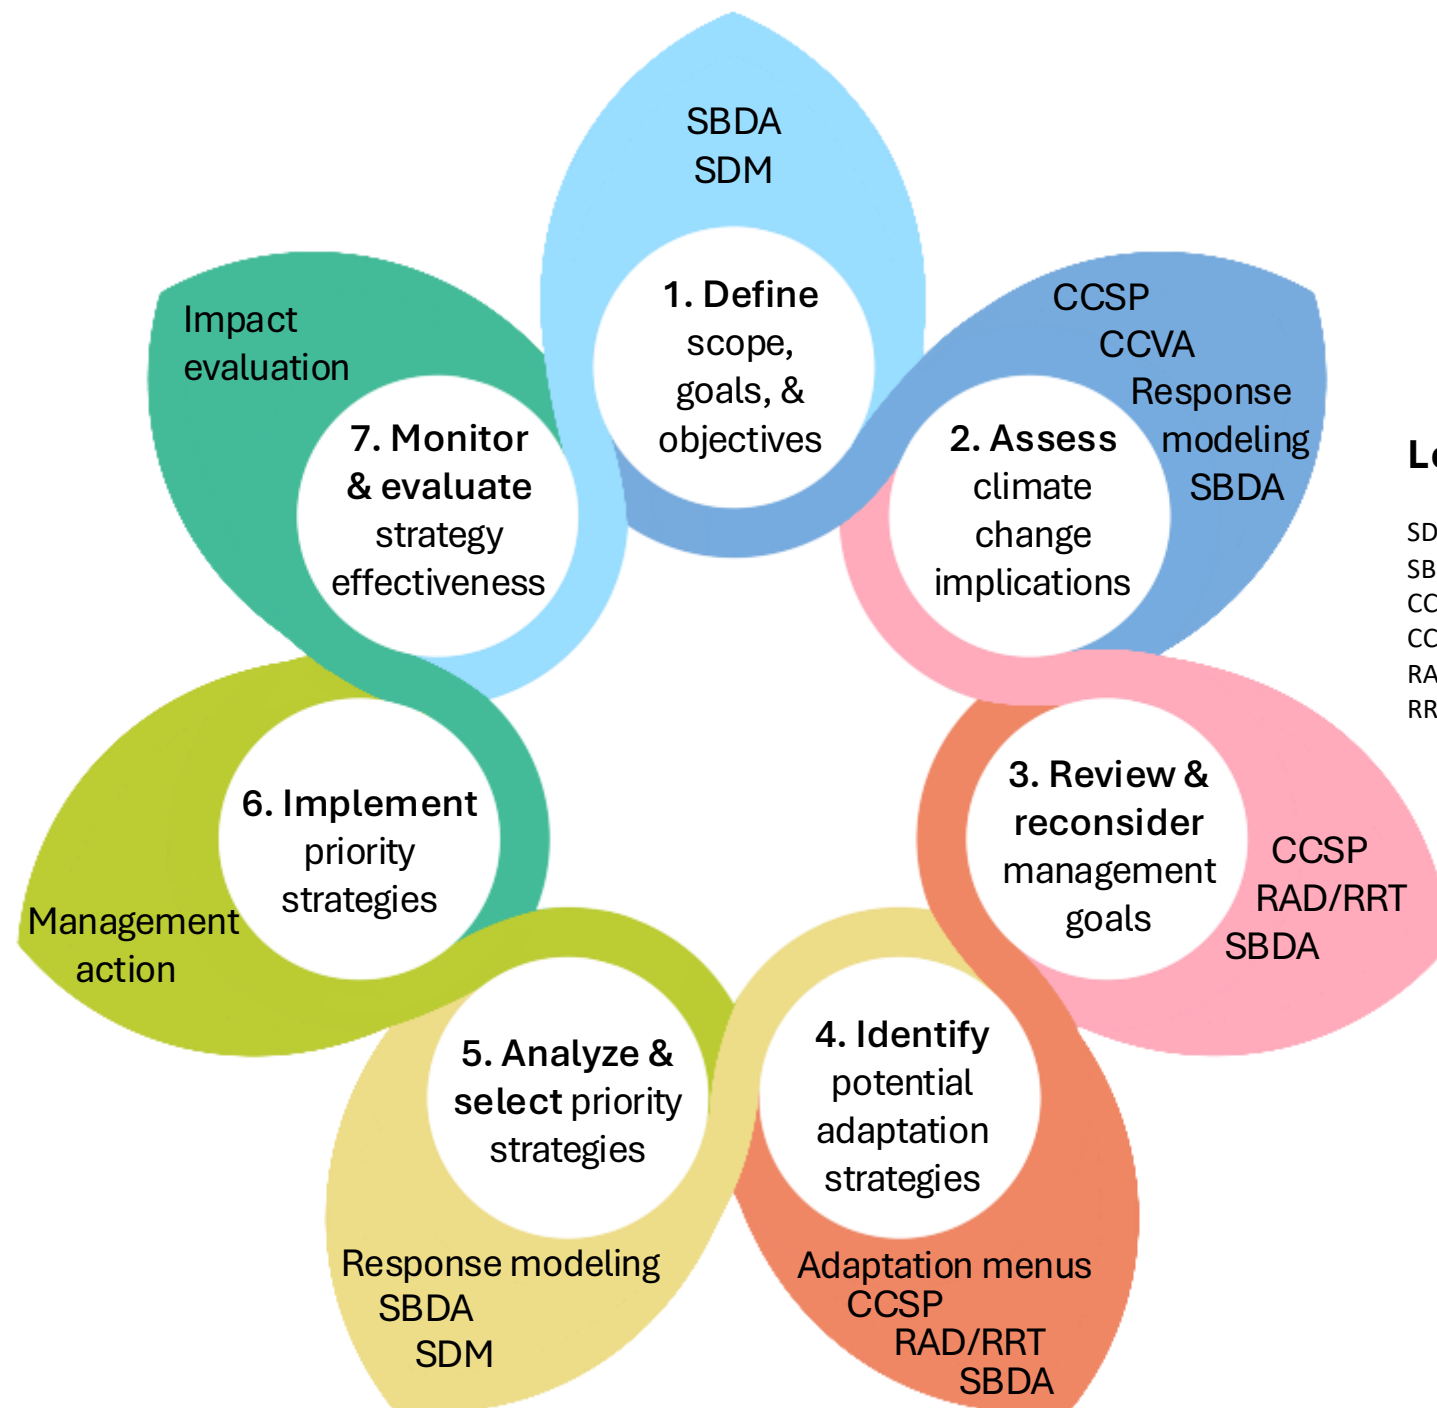 SBDA
SDM
1. Define
scope,
goals, &
objectives
CCSP
CCVA
Response
modeling
SBDA
2. Assess
climate
change
implications
3. Review &
reconsider
management
goals
CCSP
RAD/RRT
SBDA
4. Identify
potential
adaptation
strategies
Adaptation menus
CCSP
RAD/RRT
SBDA
5. Analyze &
select priority
strategies
Response modeling
SBDA
SDM
6. Implement
priority
strategies
Management
action
7. Monitor
& evaluate
strategy
effectiveness
Impact
evaluation